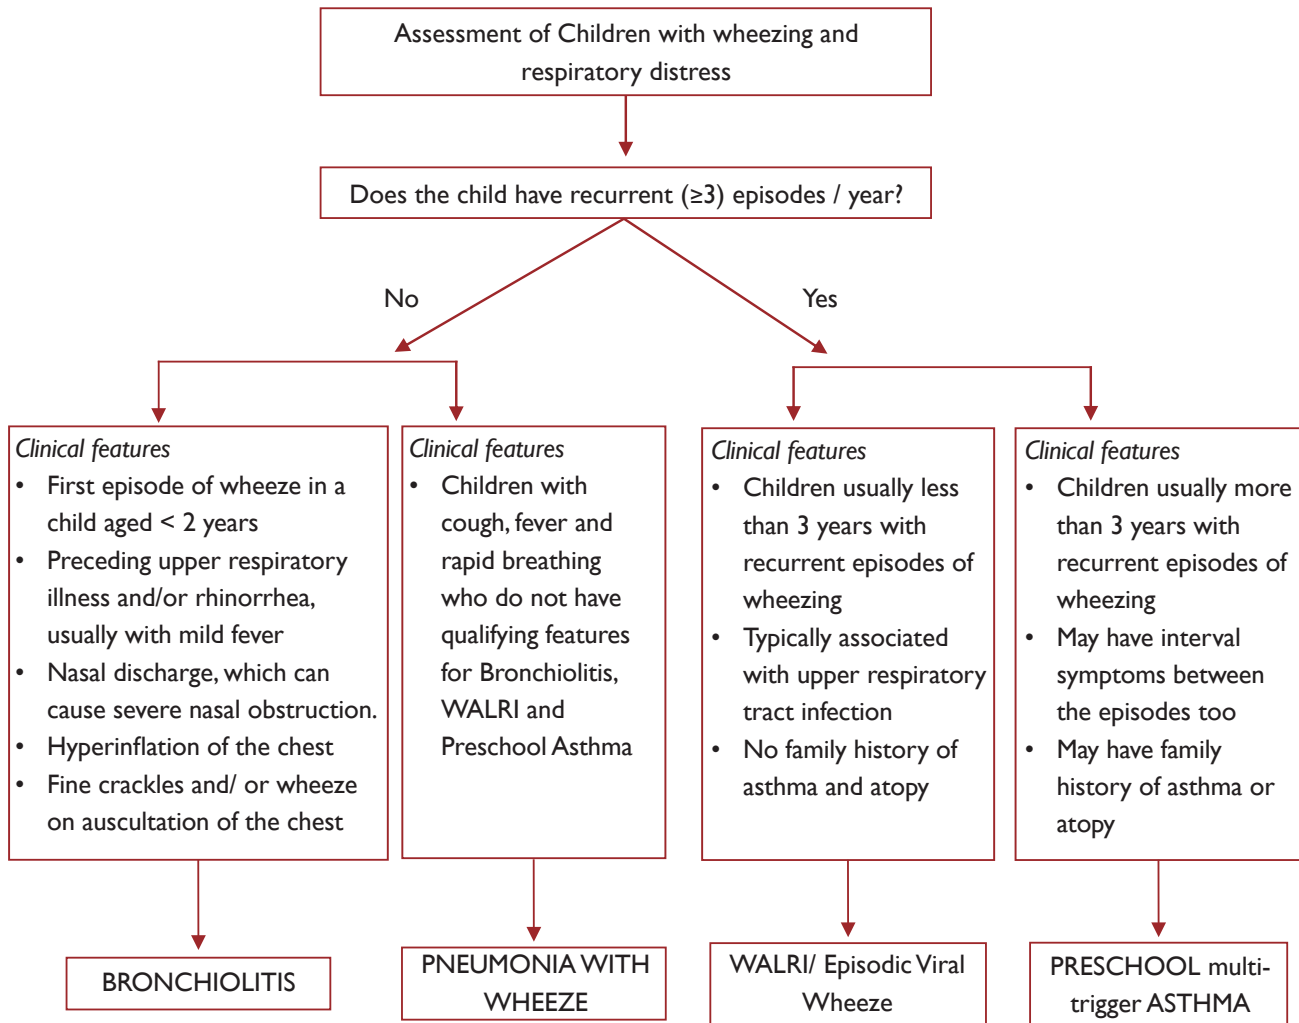 Assessment of Children with wheezing and
respiratory distress
Does the child have recurrent (≥3) episodes / year?
No
Yes
Clinical features
• First episode of wheeze in a
child aged < 2 years
• Preceding upper respiratory
illness and/or rhinorrhea,
usually with mild fever
• Nasal discharge, which can
cause severe nasal obstruction.
• Hyperinflation of the chest
• Fine crackles and/ or wheeze
on auscultation of the chest
Clinical features
• Children with
cough, fever and
rapid breathing
who do not have
qualifying features
for Bronchiolitis,
WALRI and
Preschool Asthma
Clinical features
• Children usually less
than 3 years with
recurrent episodes of
wheezing
• Typically associated
with upper respiratory
tract infection
• No family history of
asthma and atopy
Clinical features
• Children usually more
than 3 years with
recurrent episodes of
wheezing
• May have interval
symptoms between
the episodes too
• May have family
history of asthma or
atopy
BRONCHIOLITIS
PNEUMONIA WITH
WHEEZE
WALRI/ Episodic Viral
Wheeze
PRESCHOOL multi-
trigger ASTHMA